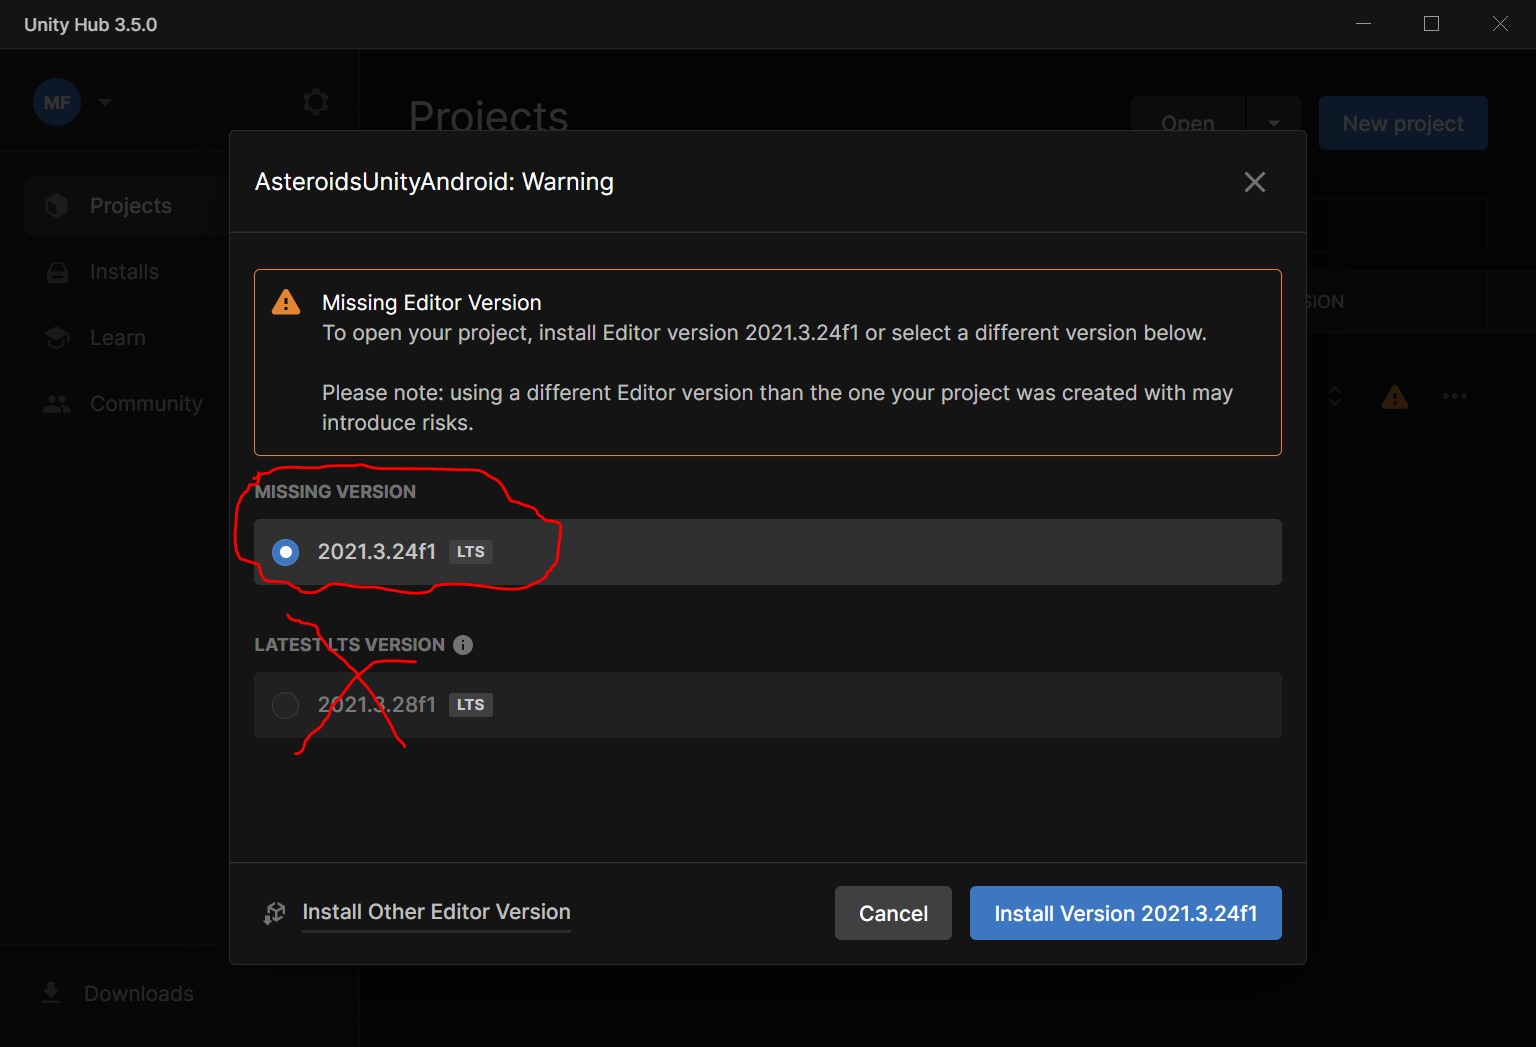 Unity Hub 3.5.0
MF
Projects
Open
New project
AsteroidsUnityAndroid: Warning
Projects
Installs
Learn
Community
Missing Editor Version
To open your project, install Editor version 2021.3.24f1 or select a different version below.
Please note: using a different Editor version than the one your project was created with may
introduce risks.
MISSING VERSION
2021.3.24f1 LTS
LATEST LTS VERSION
2021.3.28f1 LTS
Install Other Editor Version
Cancel
Install Version 2021.3.24f1
Downloads